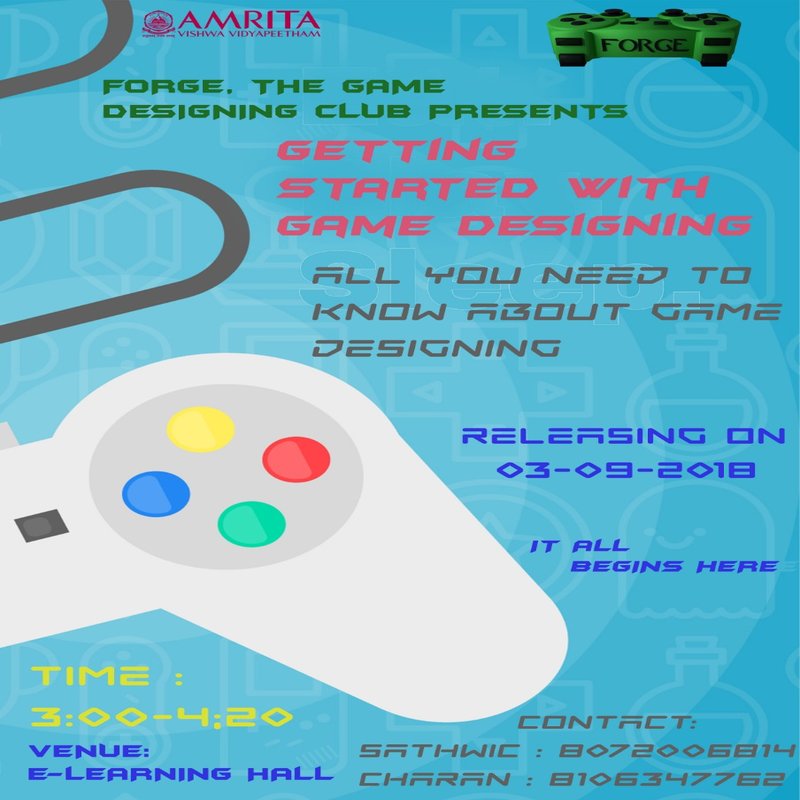 AMRITA
VISHWA VIDYAPEETHAM
FORGE
FORGE, THE GAME
DESIGNING CLUB PRESENTS
GETTING
STARTED WITH
GAME DESIGNING
Sleep.
ALL YOU NEED TO
KNOW ABOUT GAME
DESIGNING
RELEASING ON
03-09-2018
IT ALL
BEGINS HERE
TIME :
3:00-4;20
VENUE:
E-LEARNING HALL
CONTACT:
SATHWIC : 8072006814
CHARAN : 8106347762